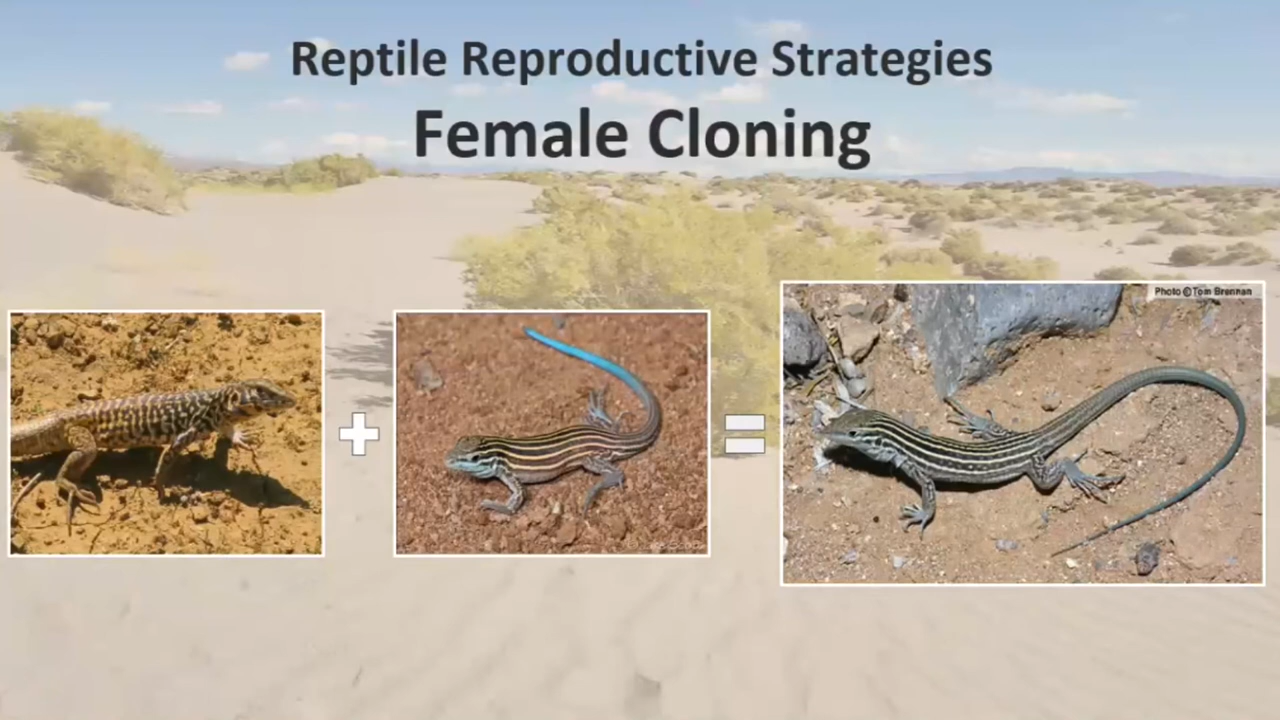 Reptile Reproductive Strategies
Female Cloning
Photo ©Tom Brennan